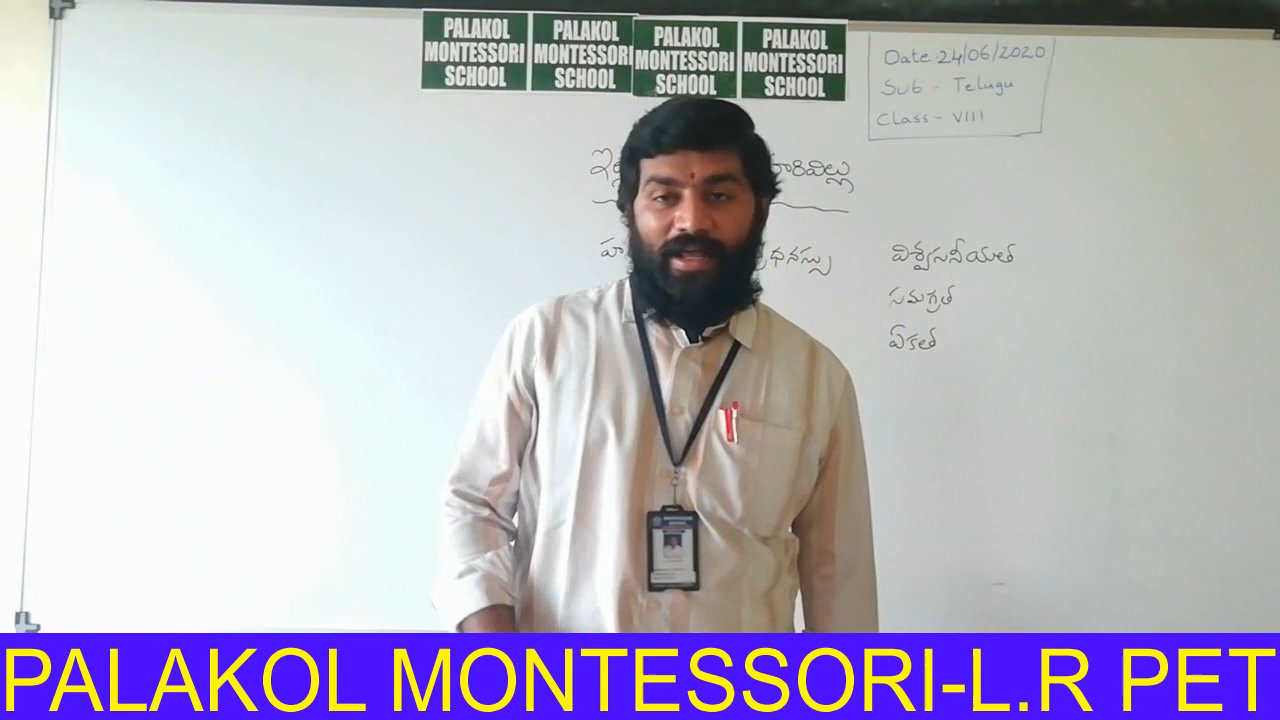 PALAKOL MONTESSORI SCHOOL
PALAKOL MONTESSORI SCHOOL
PALAKOL MONTESSORI SCHOOL
PALAKOL MONTESSORI SCHOOL
Date 24/06/2020
Sub - Telugu
Class - VIII
విశ్వసనీయత
సమగ్రత
ఏకత
PALAKOL MONTESSORI-L.R PET